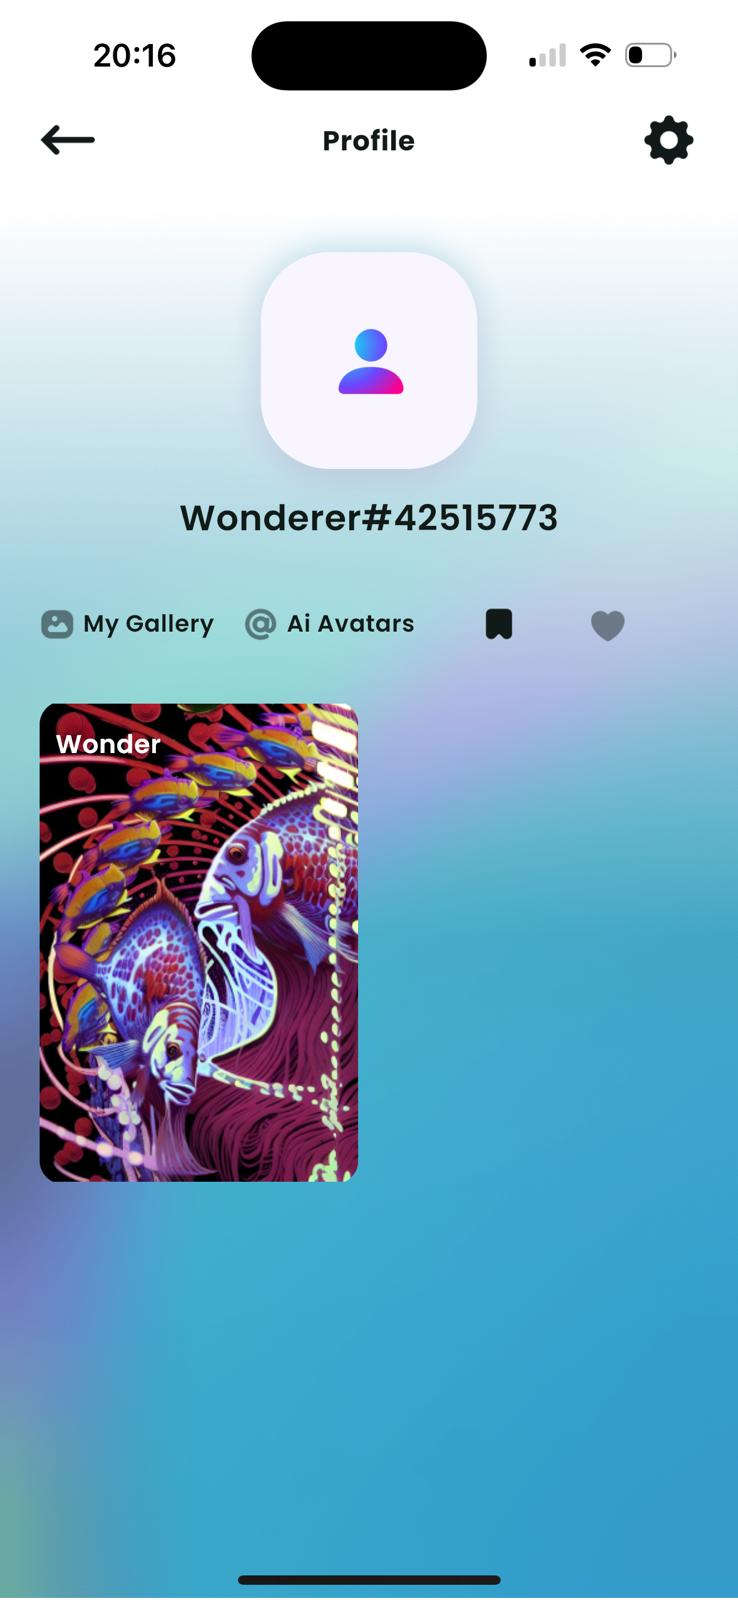 20:16
Profile
Wonderer#42515773
My Gallery
Ai Avatars
Wonder